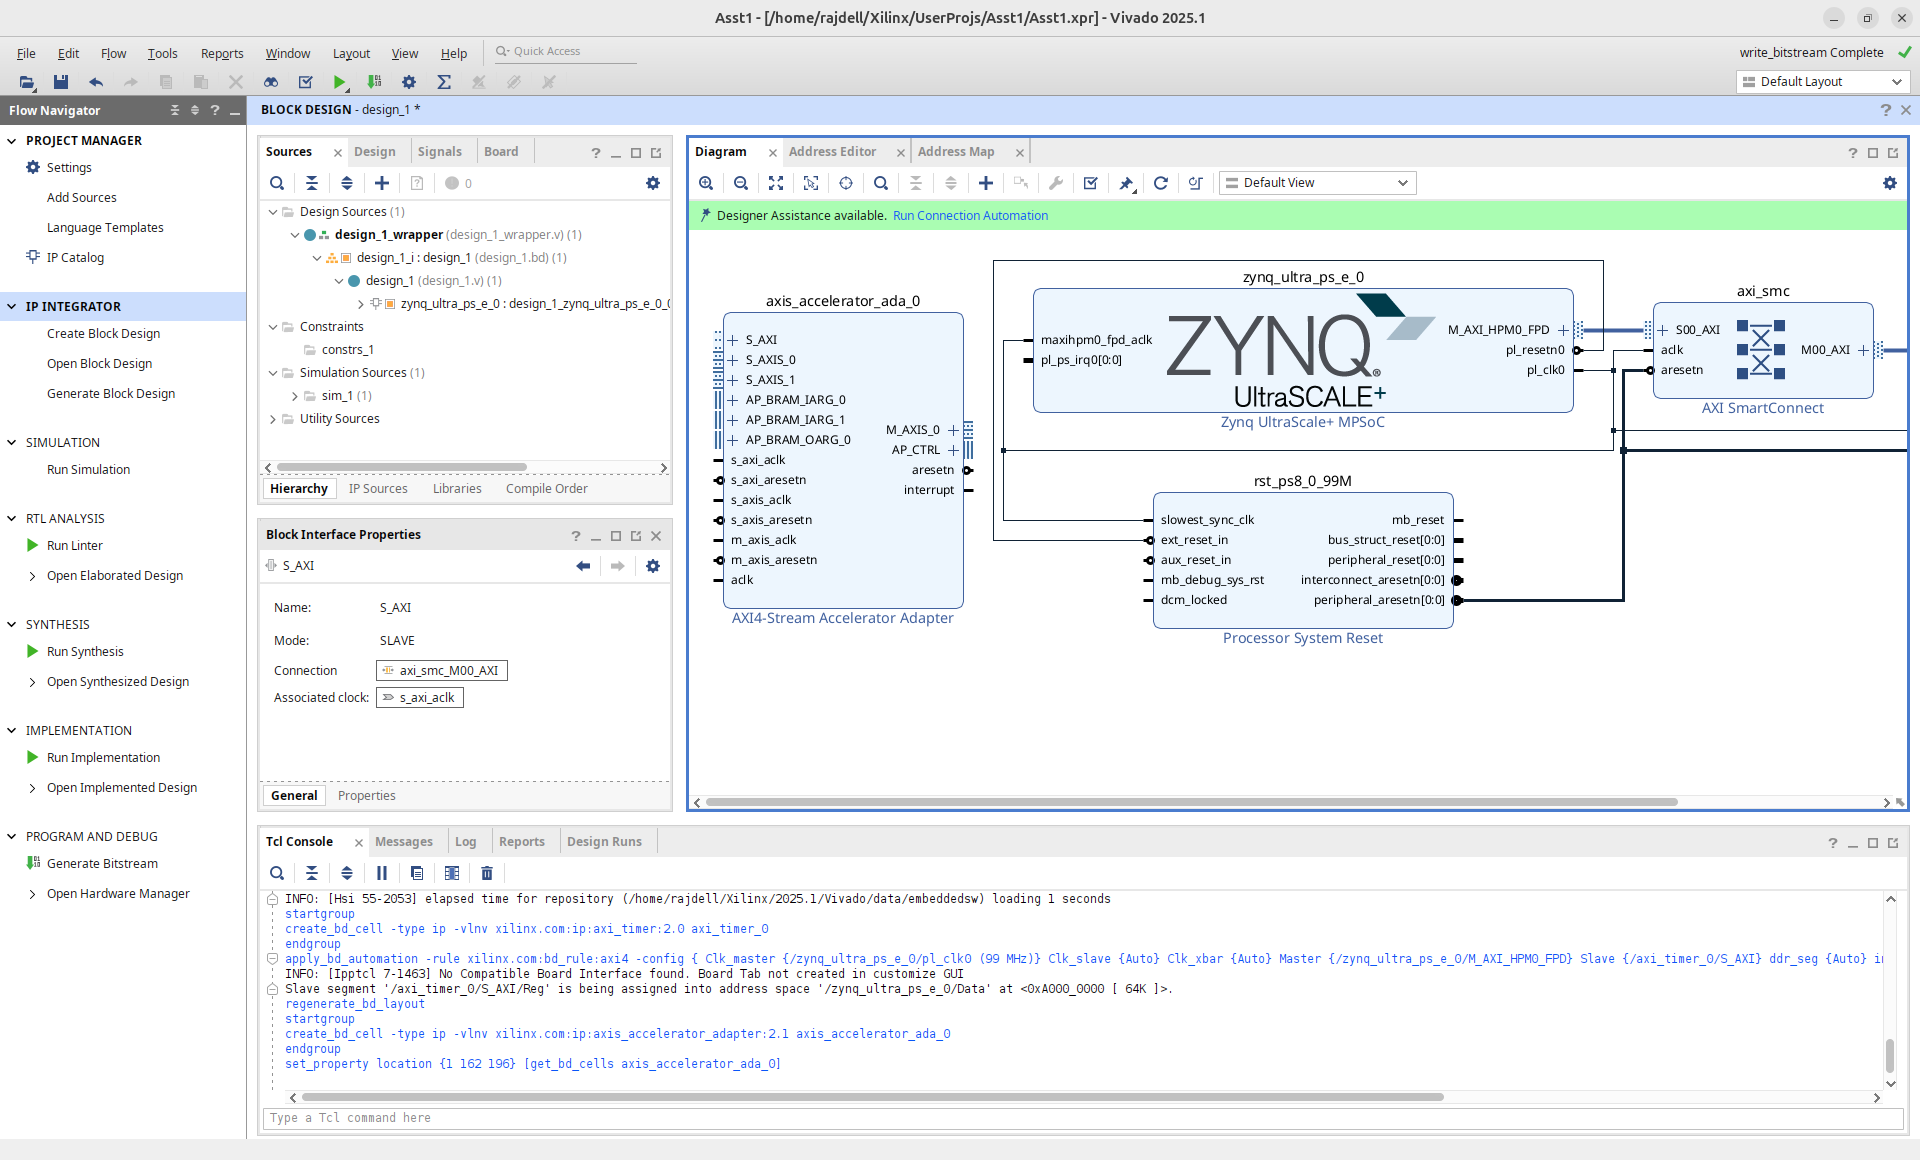 Asst1 - [/home/rajdell/Xilinx/UserProjs/Asst1/Asst1.xpr] - Vivado 2025.1
File Edit Flow Tools Reports Window Layout View Help Quick Access
write_bitstream Complete
Default Layout
Flow Navigator
PROJECT MANAGER
Settings
Add Sources
Language Templates
IP Catalog
IP INTEGRATOR
Create Block Design
Open Block Design
Generate Block Design
SIMULATION
Run Simulation
RTL ANALYSIS
Run Linter
Open Elaborated Design
SYNTHESIS
Run Synthesis
Open Synthesized Design
IMPLEMENTATION
Run Implementation
Open Implemented Design
PROGRAM AND DEBUG
Generate Bitstream
Open Hardware Manager
BLOCK DESIGN - design_1 *
Sources Design Signals Board
0
Design Sources (1)
design_1_wrapper (design_1_wrapper.v) (1)
design_1_i : design_1 (design_1.bd) (1)
design_1 (design_1.v) (1)
zynq_ultra_ps_e_0 : design_1_zynq_ultra_ps_e_0_0
Constraints
constrs_1
Simulation Sources (1)
sim_1 (1)
Utility Sources
Hierarchy IP Sources Libraries Compile Order
Block Interface Properties
S_AXI
Name: S_AXI
Mode: SLAVE
Connection axi_smc_M00_AXI
Associated clock: s_axi_aclk
General Properties
Diagram Address Editor Address Map
Default View
Designer Assistance available. Run Connection Automation
axis_accelerator_ada_0
S_AXI
S_AXIS_0
S_AXIS_1
AP_BRAM_IARG_0
AP_BRAM_IARG_1
AP_BRAM_OARG_0
s_axi_aclk
s_axi_aresetn
s_axis_aclk
s_axis_aresetn
m_axis_aclk
m_axis_aresetn
aclk
M_AXIS_0
AP_CTRL
aresetn
interrupt
AXI4-Stream Accelerator Adapter
zynq_ultra_ps_e_0
maxihpm0_fpd_aclk
pl_ps_irq0[0:0]
ZYNQ®
UltraSCALE+
M_AXI_HPM0_FPD
pl_resetn0
pl_clk0
Zynq UltraScale+ MPSoC
axi_smc
S00_AXI
aclk
aresetn
M00_AXI
AXI SmartConnect
rst_ps8_0_99M
slowest_sync_clk
ext_reset_in
aux_reset_in
mb_debug_sys_rst
dcm_locked
mb_reset
bus_struct_reset[0:0]
peripheral_reset[0:0]
interconnect_aresetn[0:0]
peripheral_aresetn[0:0]
Processor System Reset
Tcl Console Messages Log Reports Design Runs
INFO: [Hsi 55-2053] elapsed time for repository (/home/rajdell/Xilinx/2025.1/Vivado/data/embeddedsw) loading 1 seconds
startgroup
create_bd_cell -type ip -vlnv xilinx.com:ip:axi_timer:2.0 axi_timer_0
endgroup
apply_bd_automation -rule xilinx.com:bd_rule:axi4 -config { Clk_master {/zynq_ultra_ps_e_0/pl_clk0 (99 MHz)} Clk_slave {Auto} Clk_xbar {Auto} Master {/zynq_ultra_ps_e_0/M_AXI_HPM0_FPD} Slave {/axi_timer_0/S_AXI} ddr_seg {Auto}
INFO: [Ipptcl 7-1463] No Compatible Board Interface found. Board Tab not created in customize GUI
Slave segment '/axi_timer_0/S_AXI/Reg' is being assigned into address space '/zynq_ultra_ps_e_0/Data' at <0xA000_0000 [ 64K ]>.
regenerate_bd_layout
startgroup
create_bd_cell -type ip -vlnv xilinx.com:ip:axis_accelerator_adapter:2.1 axis_accelerator_ada_0
endgroup
set_property location {1 162 196} [get_bd_cells axis_accelerator_ada_0]
Type a Tcl command here